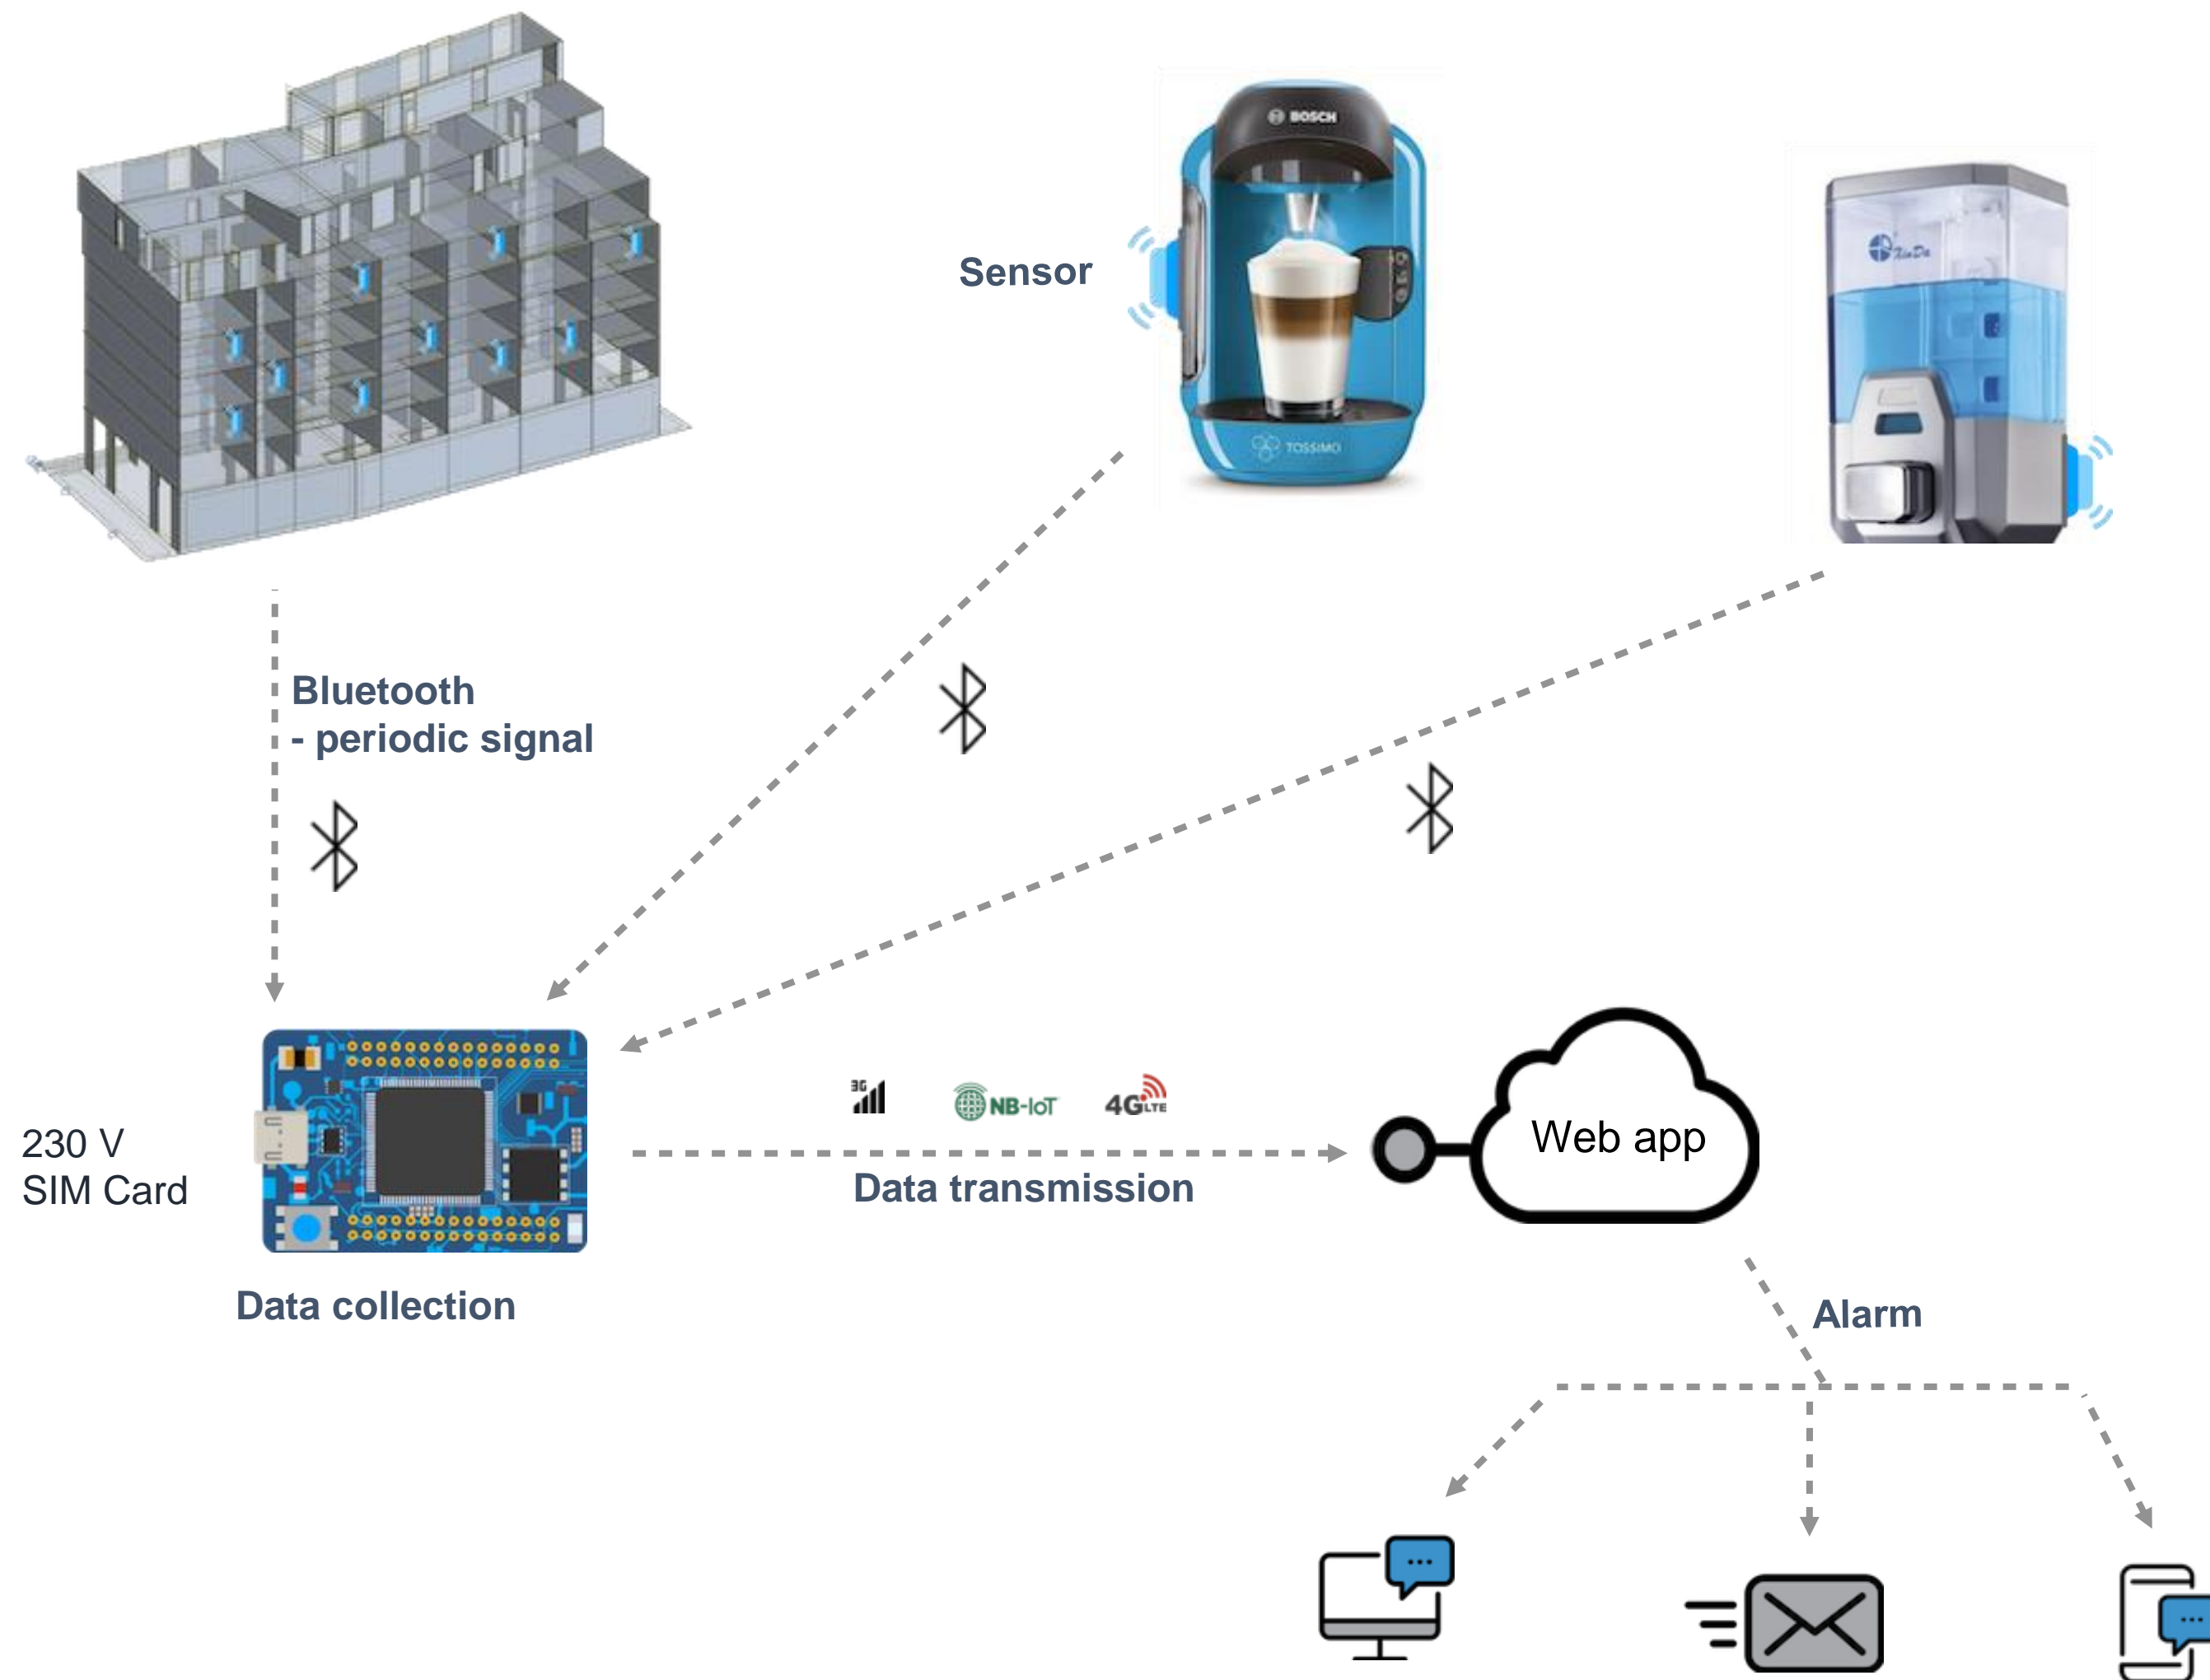 BOSCH
XinDa
Sensor
TOSSIMO
Bluetooth
- periodic signal
3G
NB-IoT
4G LTE
230 V
SIM Card
Web app
Data transmission
Data collection
Alarm